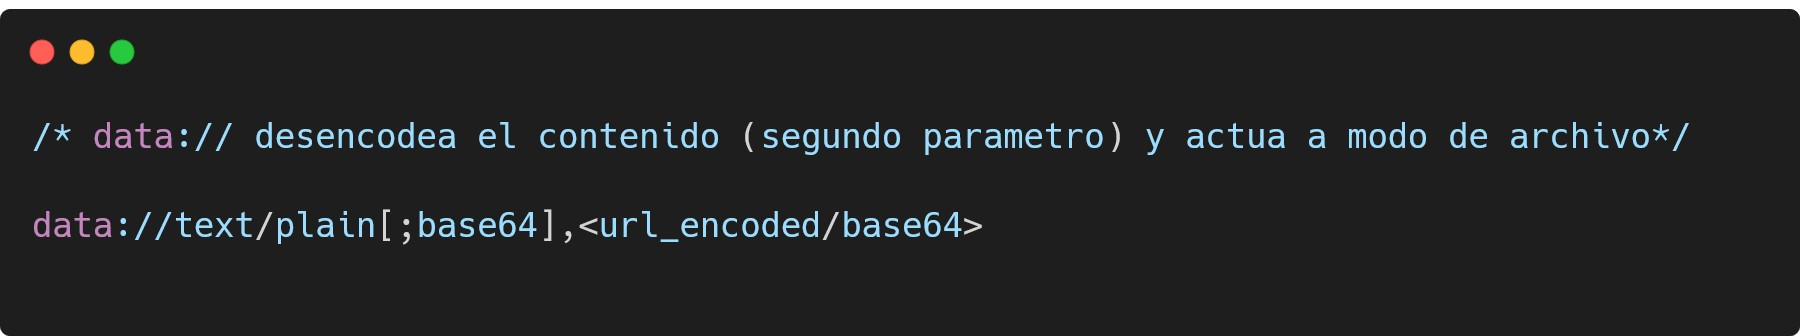 /* data:// desencodea el contenido (segundo parametro) y actua a modo de archivo*/
data://text/plain[;base64],<url_encoded/base64>